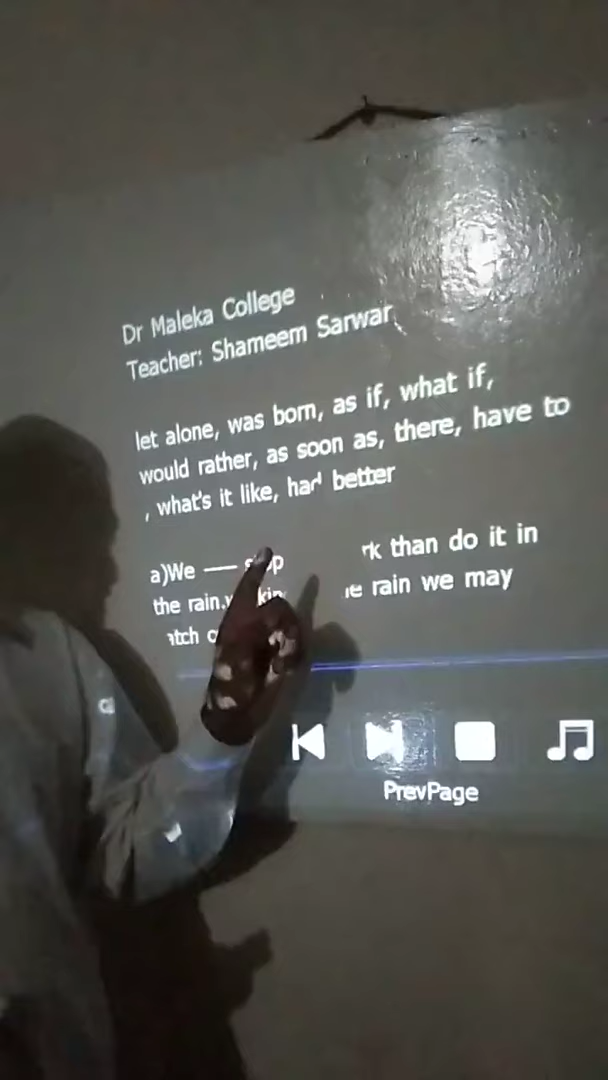 Dr Maleka College
Teacher: Shameem Sarwar
let alone, was born, as if, what if,
would rather, as soon as, there, have to
, what's it like, had better
a)We —— stop than do it in
the rain. rain we may
PrevPage